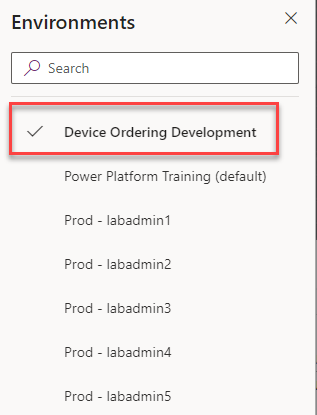 Environments
Search
Device Ordering Development
Power Platform Training (default)
Prod - labadmin1
Prod - labadmin2
Prod - labadmin3
Prod - labadmin4
Prod - labadmin5